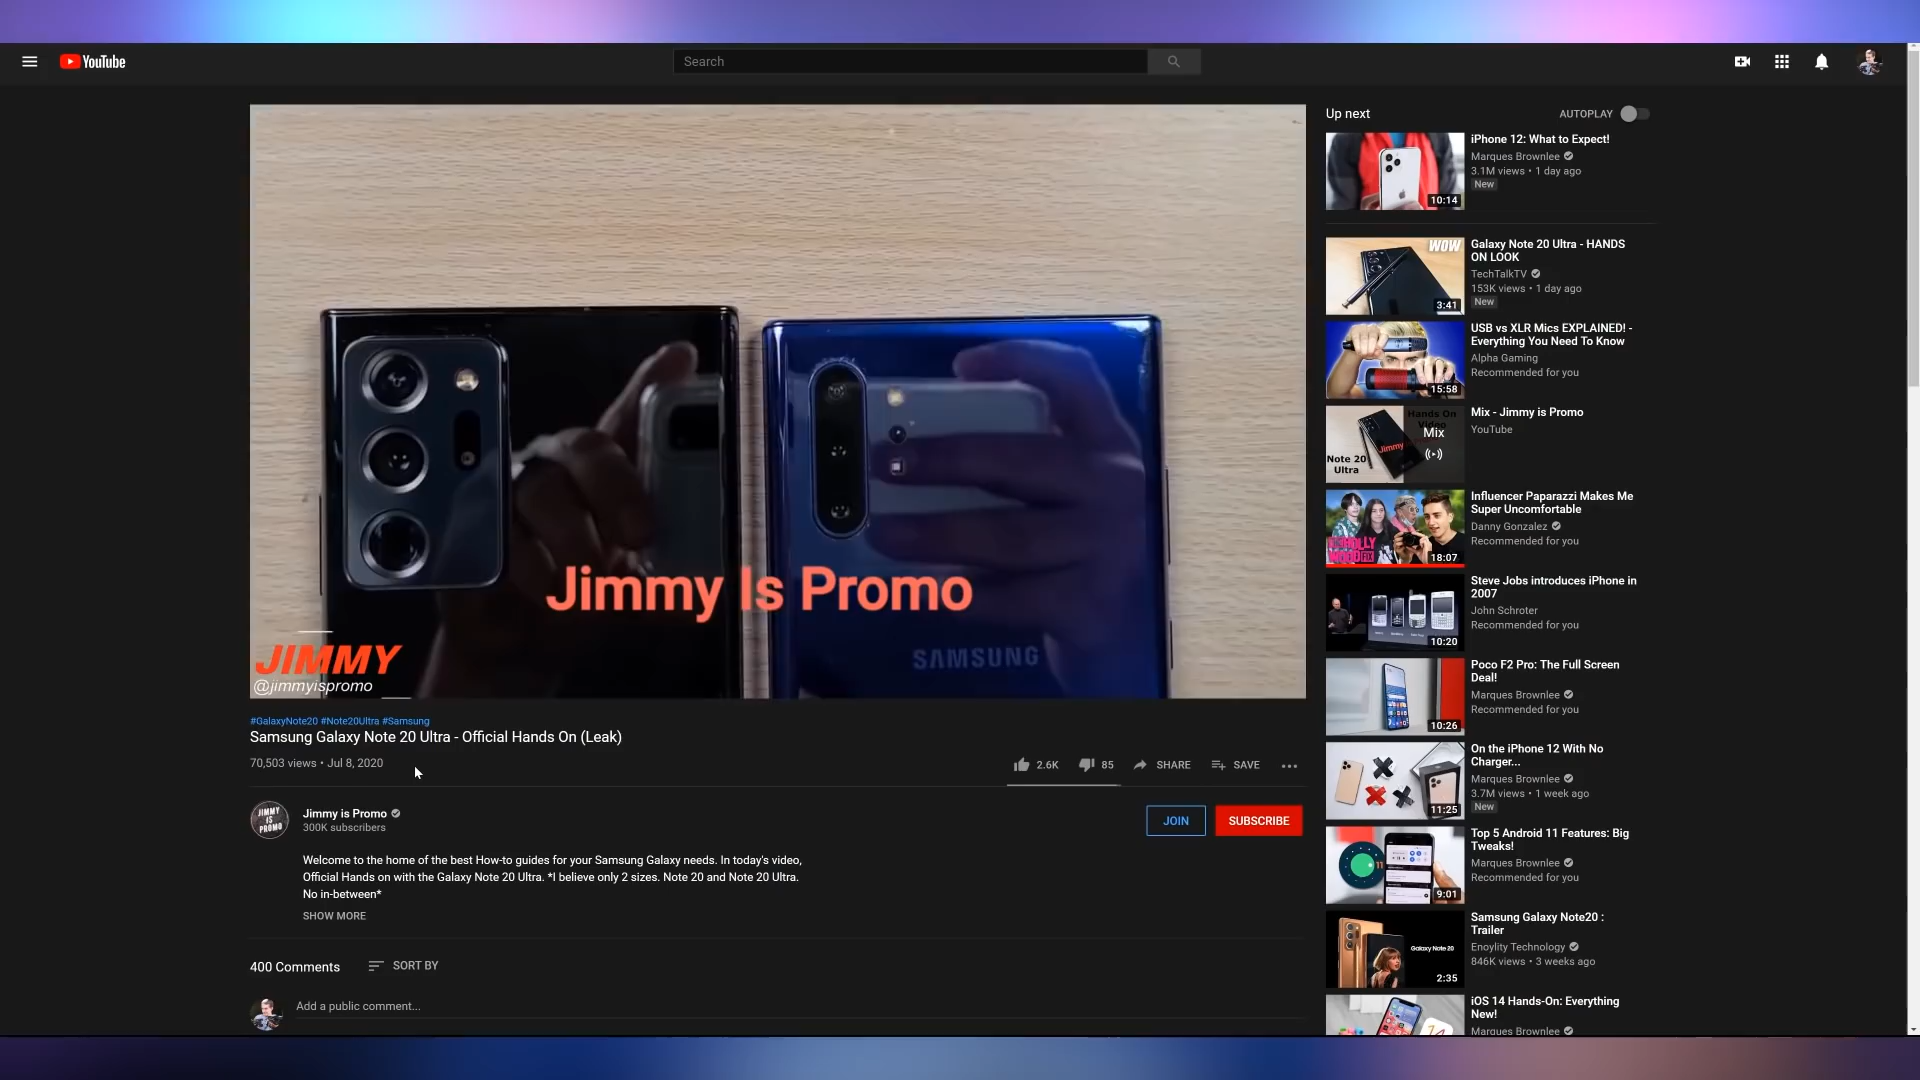 YouTube
Search
SAMSUNG
Jimmy Is Promo
JIMMY
@jimmyispromo
#GalaxyNote20 #Note20Ultra #Samsung
Samsung Galaxy Note 20 Ultra - Official Hands On (Leak)
70,503 views • Jul 8, 2020
2.6K
85
SHARE
SAVE
JIMMY
IS
PROMO
Jimmy is Promo
300K subscribers
JOIN
SUBSCRIBE
Welcome to the home of the best How-to guides for your Samsung Galaxy needs. In today's video,
Official Hands on with the Galaxy Note 20 Ultra. *I believe only 2 sizes. Note 20 and Note 20 Ultra.
No in-between*
SHOW MORE
400 Comments
SORT BY
Add a public comment...
Up next
AUTOPLAY
10:14
iPhone 12: What to Expect!
Marques Brownlee
3.1M views • 1 day ago
New
WOW
3:41
Galaxy Note 20 Ultra - HANDS
ON LOOK
TechTalkTV
153K views • 1 day ago
New
15:58
USB vs XLR Mics EXPLAINED! -
Everything You Need To Know
Alpha Gaming
Recommended for you
Hands On
Video
Mix
Jimmy
Note 20
Ultra
Mix - Jimmy is Promo
YouTube
18:07
Influencer Paparazzi Makes Me
Super Uncomfortable
Danny Gonzalez
Recommended for you
10:20
Steve Jobs introduces iPhone in
2007
John Schroter
Recommended for you
10:26
Poco F2 Pro: The Full Screen
Deal!
Marques Brownlee
Recommended for you
11:25
On the iPhone 12 With No
Charger...
Marques Brownlee
3.7M views • 1 week ago
New
11
9:01
Top 5 Android 11 Features: Big
Tweaks!
Marques Brownlee
Recommended for you
Galaxy Note 20
2:35
Samsung Galaxy Note20 :
Trailer
Enoylity Technology
846K views • 3 weeks ago
iOS 14 Hands-On: Everything
New!
Marques Brownlee